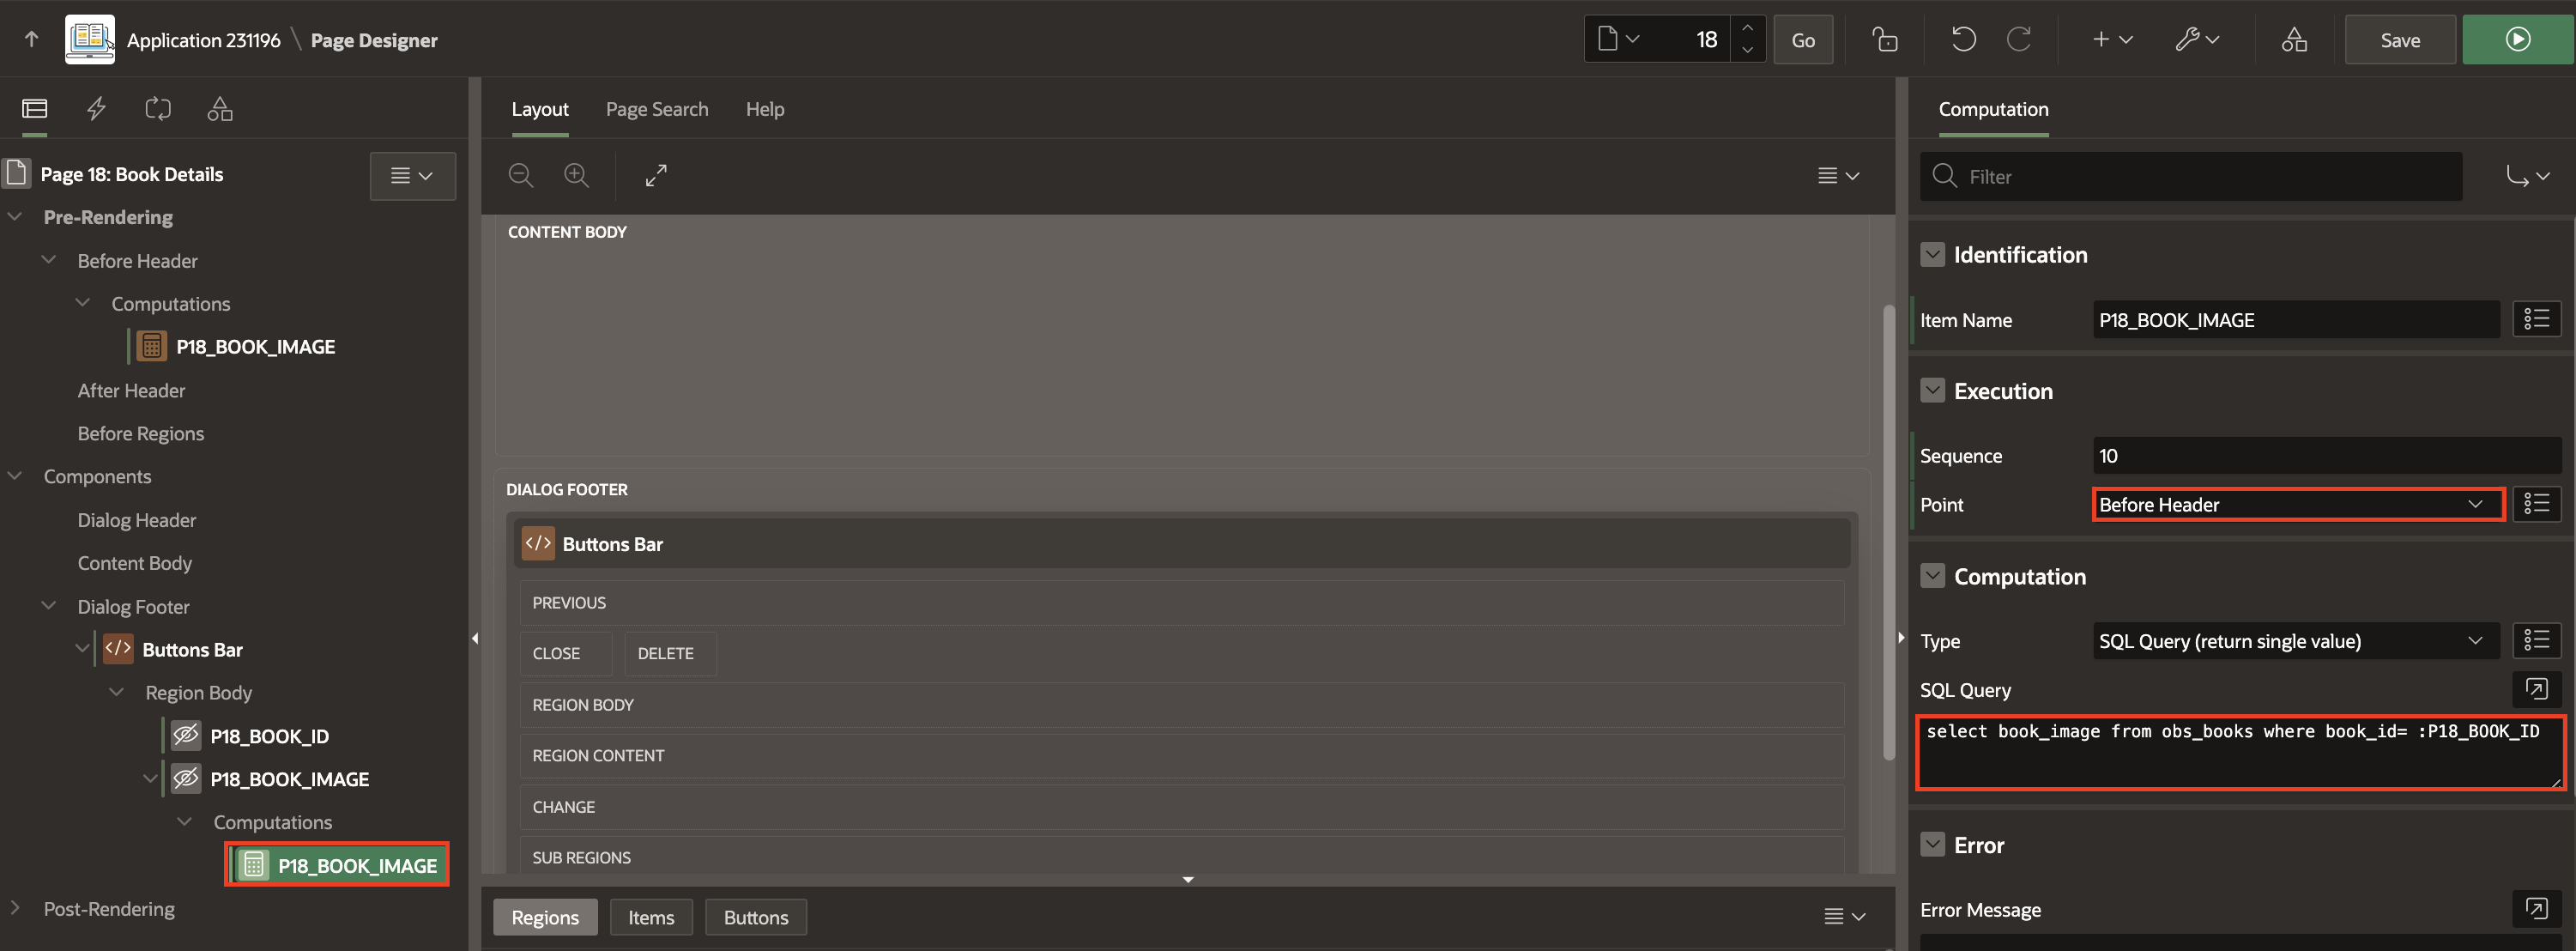 Application 231196 \ Page Designer
18
Go
Save
Page 18: Book Details
Pre-Rendering
Before Header
Computations
P18_BOOK_IMAGE
After Header
Before Regions
Components
Dialog Header
Content Body
Dialog Footer
</> Buttons Bar
Region Body
P18_BOOK_ID
P18_BOOK_IMAGE
Computations
P18_BOOK_IMAGE
Post-Rendering
Layout Page Search Help
CONTENT BODY
DIALOG FOOTER
</> Buttons Bar
PREVIOUS
CLOSE DELETE
REGION BODY
REGION CONTENT
CHANGE
SUB REGIONS
Regions Items Buttons
Computation
Filter
Identification
Item Name P18_BOOK_IMAGE
Execution
Sequence 10
Point Before Header
Computation
Type SQL Query (return single value)
SQL Query
select book_image from obs_books where book_id= :P18_BOOK_ID
Error
Error Message